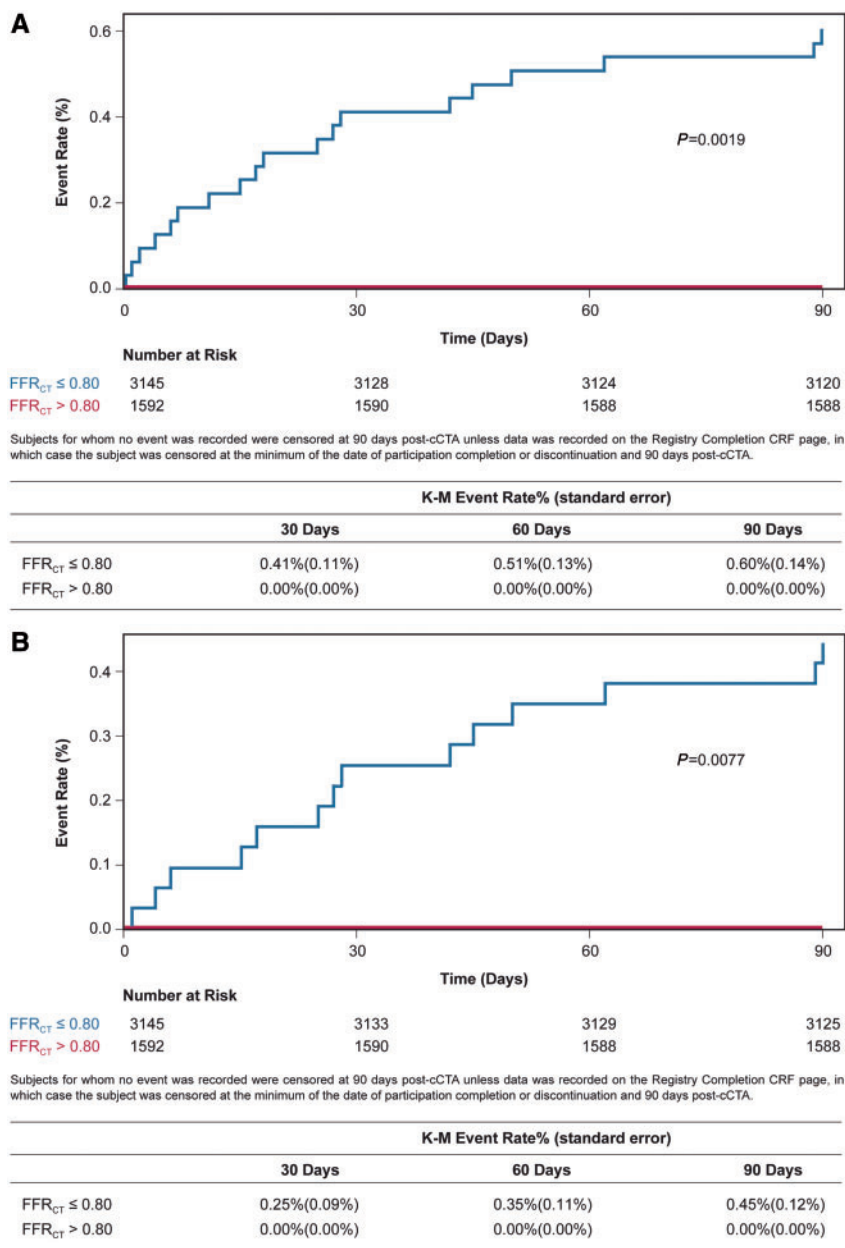 A
0.6
0.4
0.2
0.0
Event Rate (%)
P=0.0019
0 30 60 90
Time (Days)
Number at Risk
FFRCT ≤ 0.80 3145 3128 3124 3120
FFRCT > 0.80 1592 1590 1588 1588
Subjects for whom no event was recorded were censored at 90 days post-cCTA unless data was recorded on the Registry Completion CRF page, in
which case the subject was censored at the minimum of the date of participation completion or discontinuation and 90 days post-cCTA.
K-M Event Rate% (standard error)
30 Days 60 Days 90 Days
FFRCT ≤ 0.80 0.41%(0.11%) 0.51%(0.13%) 0.60%(0.14%)
FFRCT > 0.80 0.00%(0.00%) 0.00%(0.00%) 0.00%(0.00%)
B
0.4
0.3
0.2
0.1
0.0
Event Rate (%)
P=0.0077
0 30 60 90
Time (Days)
Number at Risk
FFRCT ≤ 0.80 3145 3133 3129 3125
FFRCT > 0.80 1592 1590 1588 1588
Subjects for whom no event was recorded were censored at 90 days post-cCTA unless data was recorded on the Registry Completion CRF page, in
which case the subject was censored at the minimum of the date of participation completion or discontinuation and 90 days post-cCTA.
K-M Event Rate% (standard error)
30 Days 60 Days 90 Days
FFRCT ≤ 0.80 0.25%(0.09%) 0.35%(0.11%) 0.45%(0.12%)
FFRCT > 0.80 0.00%(0.00%) 0.00%(0.00%) 0.00%(0.00%)